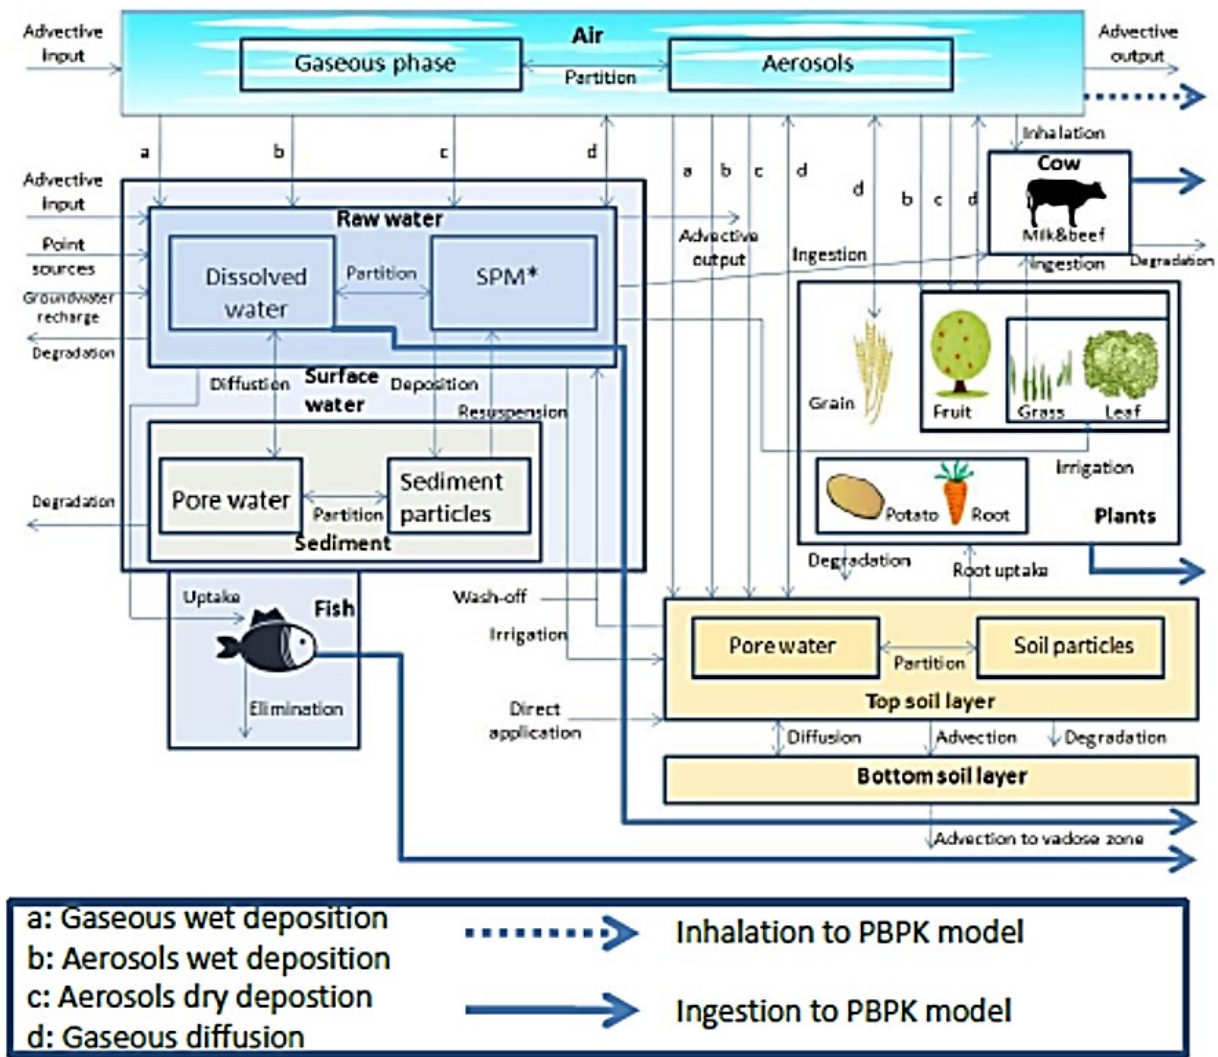 Advective
input
Air
Gaseous phase
Partition
Aerosols
Advective
output
a
b
c
d
a
b
c
d
d
b
c
d
Inhalation
Cow
Milk&beef
Ingestion
Degradation
Advective
input
Point
sources
Groundwater
recharge
Degradation
Raw water
Dissolved
water
Partition
SPM*
Advective
output
Ingestion
Diffustion
Surface
water
Deposition
Resuspension
Grain
Fruit
Grass
Leaf
Irrigation
Potato
Root
Plants
Degradation
Pore water
Partition
Sediment
particles
Sediment
Degradation
Root uptake
Uptake
Fish
Elimination
Wash-off
Irrigation
Direct
application
Pore water
Partition
Soil particles
Top soil layer
Diffusion
Advection
Degradation
Bottom soil layer
Advection to vadose zone
a: Gaseous wet deposition
b: Aerosols wet deposition
c: Aerosols dry depostion
d: Gaseous diffusion
Inhalation to PBPK model
Ingestion to PBPK model